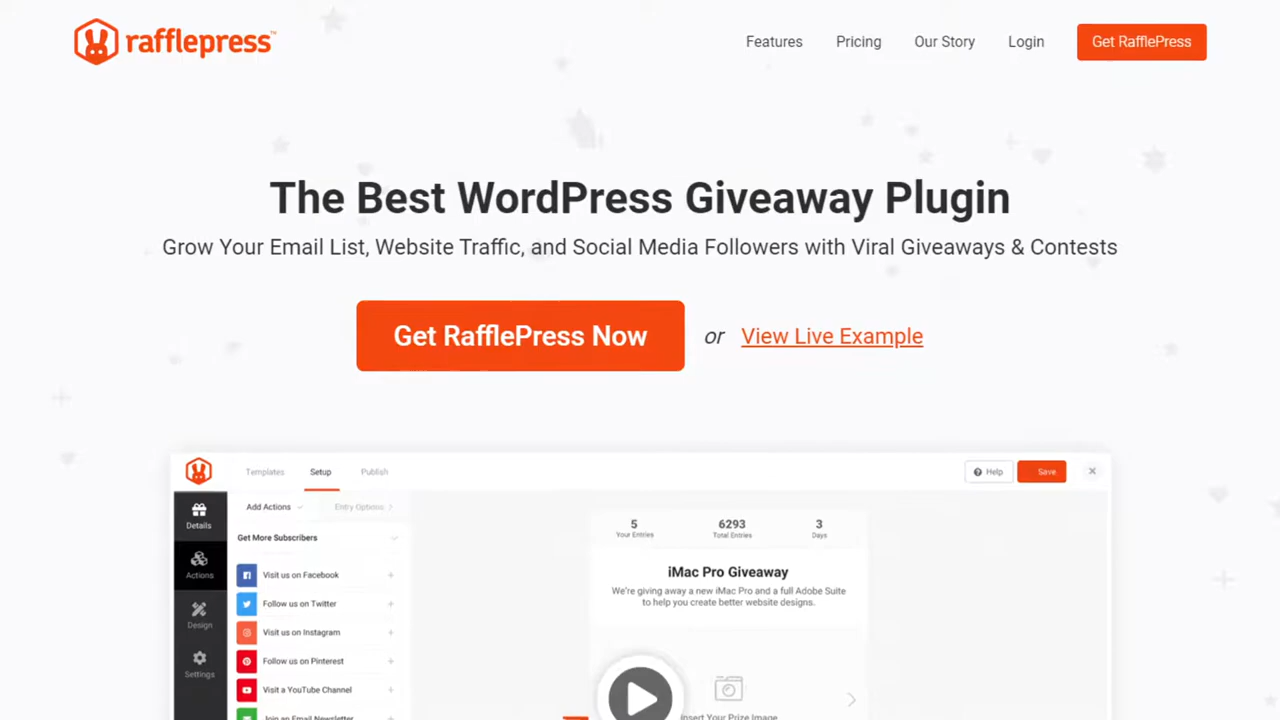 rafflepress™
Features
Pricing
Our Story
Login
Get RafflePress
The Best WordPress Giveaway Plugin
Grow Your Email List, Website Traffic, and Social Media Followers with Viral Giveaways & Contests
Get RafflePress Now
or
View Live Example
Templates
Setup
Publish
Help
Save
Details
Add Actions
Entry Options
5
6293
3
Your Entries
Total Entries
Days
Get More Subscribers
Actions
Visit us on Facebook
iMac Pro Giveaway
We're giving away a new iMac Pro and a full Adobe Suite
to help you create better website designs.
Follow us on Twitter
Design
Visit us on Instagram
Settings
Follow us on Pinterest
Visit a YouTube Channel
Join an Email Newsletter
Insert Your Prize Image